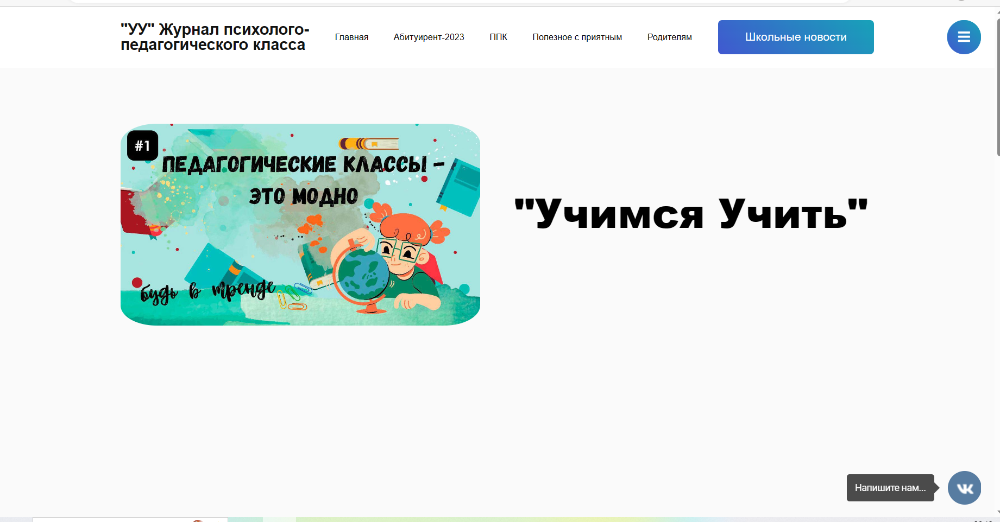 "УУ" Журнал психолого-
педагогического класса
Главная
Абитуирент-2023
ППК
Полезное с приятным
Родителям
Школьные новости
#1
ПЕДАГОГИЧЕСКИЕ КЛАССЫ –
ЭТО МОДНО
будь в тренде
"Учимся Учить"
Напишите нам...